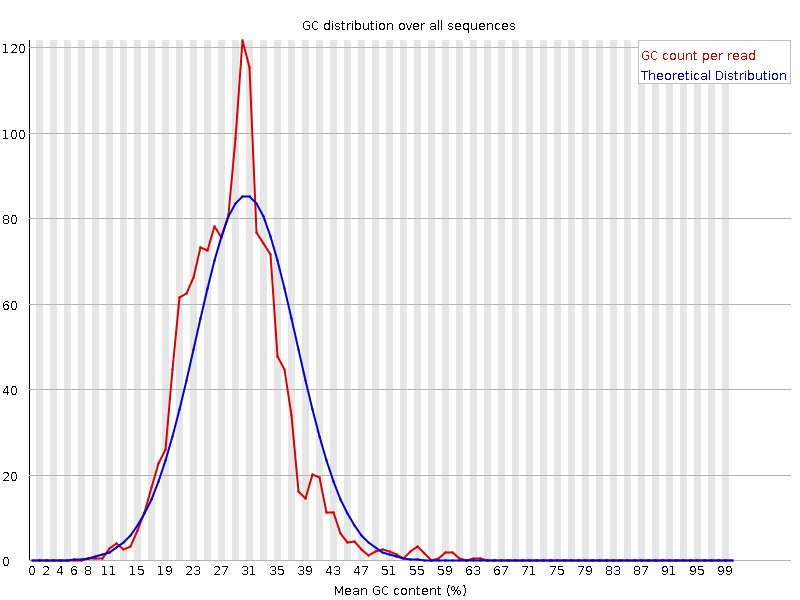 GC distribution over all sequences
GC count per read
Theoretical Distribution
120
100
80
60
40
20
0
0 2 4 6 8 11 15 19 23 27 31 35 39 43 47 51 55 59 63 67 71 75 79 83 87 91 95 99
Mean GC content (%)